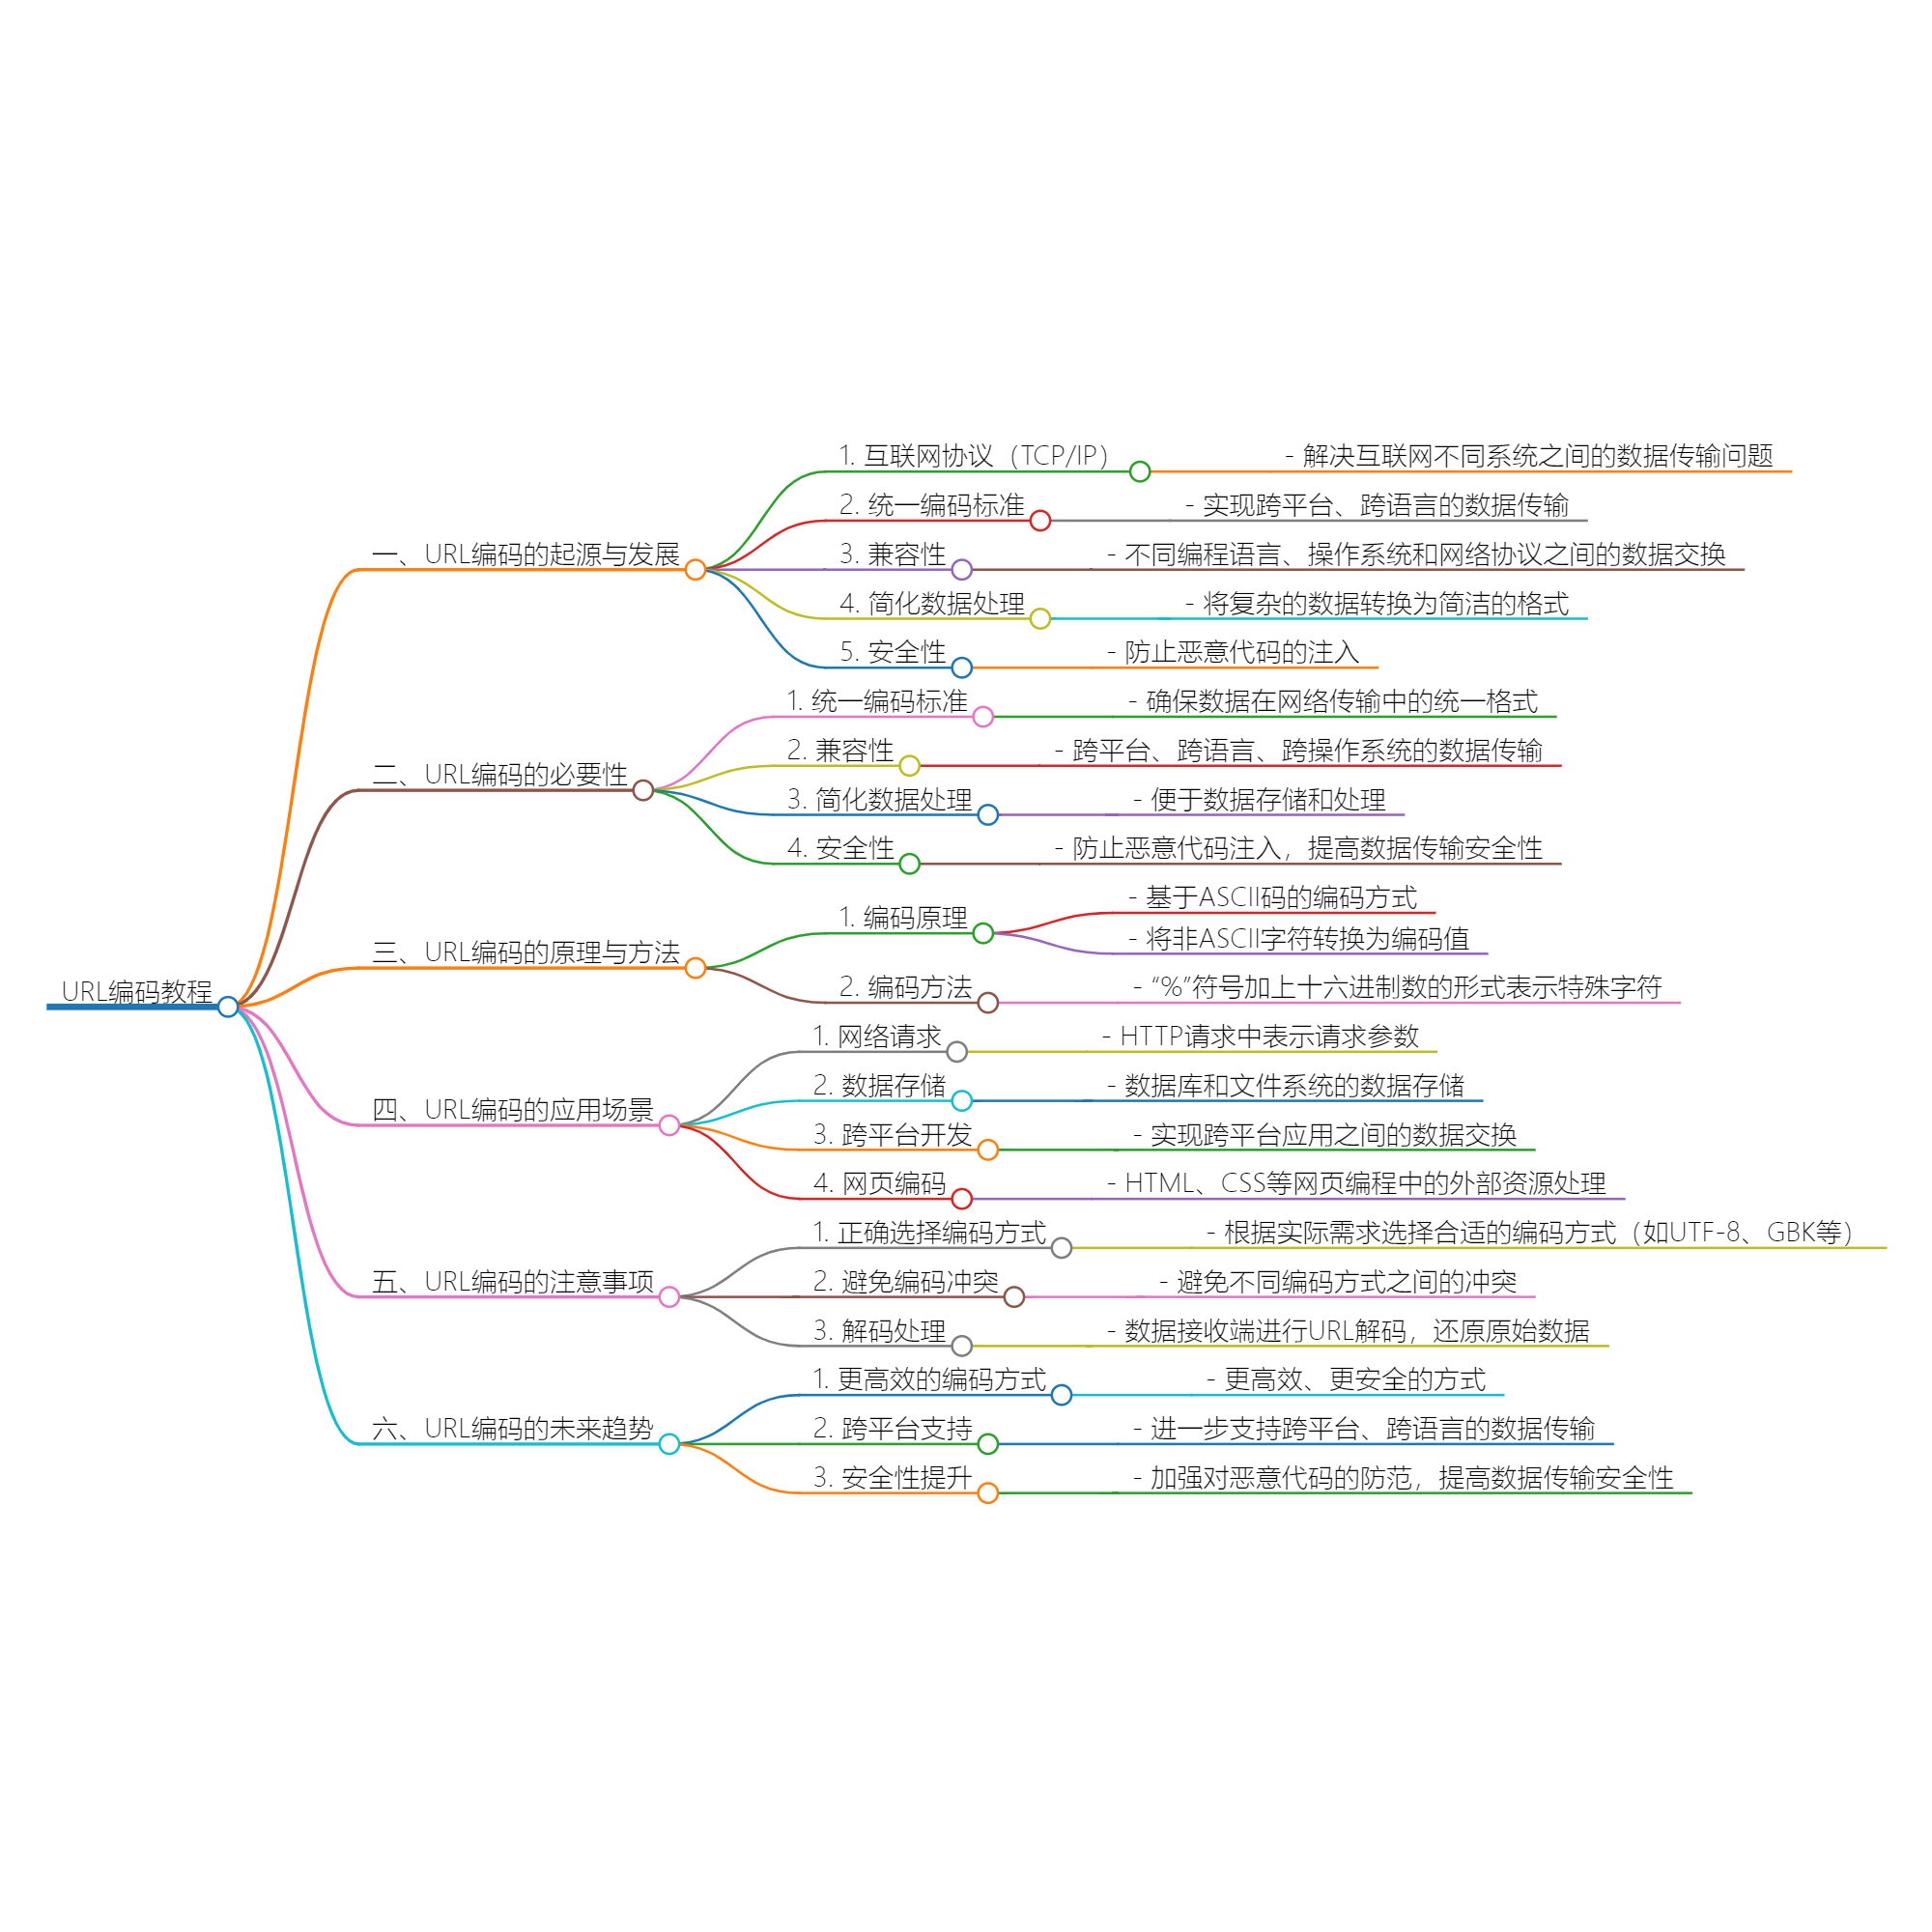 URL编码教程
一、URL编码的起源与发展
1. 互联网协议（TCP/IP）
- 解决互联网不同系统之间的数据传输问题
2. 统一编码标准
- 实现跨平台、跨语言的数据传输
3. 兼容性
- 不同编程语言、操作系统和网络协议之间的数据交换
4. 简化数据处理
- 将复杂的数据转换为简洁的格式
5. 安全性
- 防止恶意代码的注入
二、URL编码的必要性
1. 统一编码标准
- 确保数据在网络传输中的统一格式
2. 兼容性
- 跨平台、跨语言、跨操作系统的数据传输
3. 简化数据处理
- 便于数据存储和处理
4. 安全性
- 防止恶意代码注入，提高数据传输安全性
三、URL编码的原理与方法
1. 编码原理
- 基于ASCII码的编码方式
- 将非ASCII字符转换为编码值
2. 编码方法
- “%”符号加上十六进制数的形式表示特殊字符
四、URL编码的应用场景
1. 网络请求
- HTTP请求中表示请求参数
2. 数据存储
- 数据库和文件系统的数据存储
3. 跨平台开发
- 实现跨平台应用之间的数据交换
4. 网页编码
- HTML、CSS等网页编程中的外部资源处理
五、URL编码的注意事项
1. 正确选择编码方式
- 根据实际需求选择合适的编码方式（如UTF-8、GBK等）
2. 避免编码冲突
- 避免不同编码方式之间的冲突
3. 解码处理
- 数据接收端进行URL解码，还原原始数据
六、URL编码的未来趋势
1. 更高效的编码方式
- 更高效、更安全的方式
2. 跨平台支持
- 进一步支持跨平台、跨语言的数据传输
3. 安全性提升
- 加强对恶意代码的防范，提高数据传输安全性